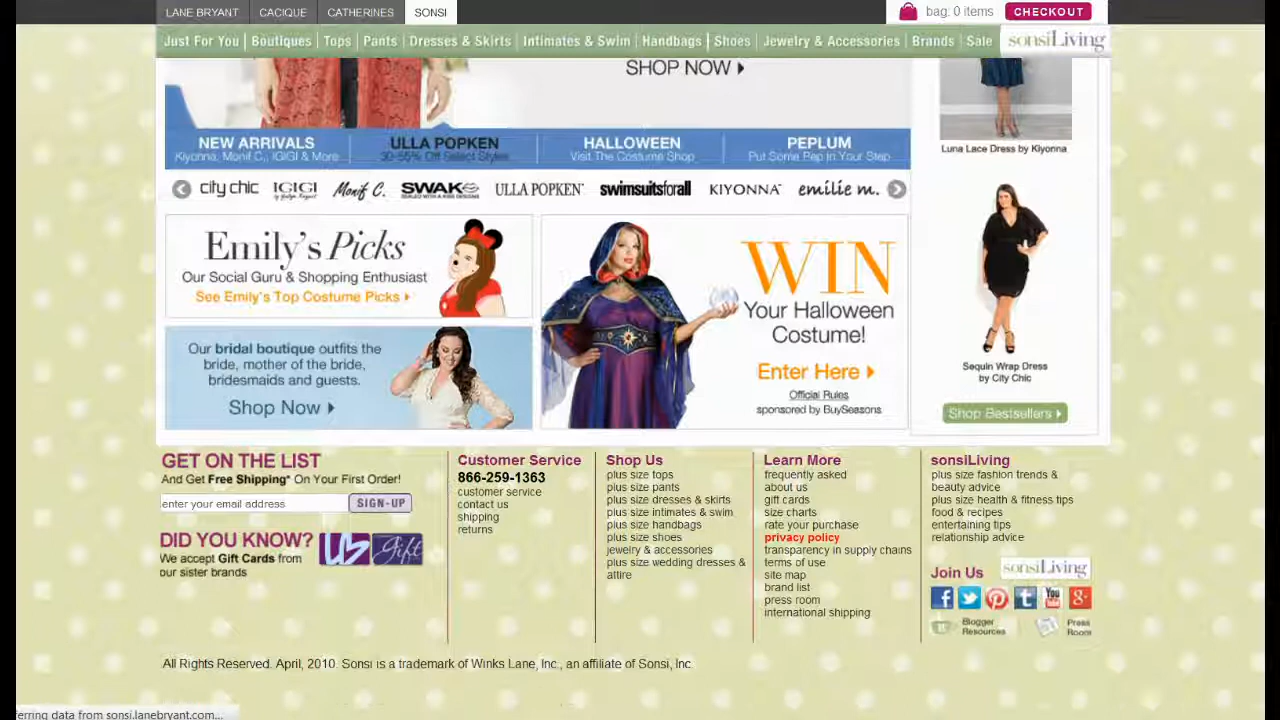 LANE BRYANT CACIQUE CATHERINES SONSI bag: 0 items CHECKOUT
Just For You Boutiques Tops Pants Dresses & Skirts Intimates & Swim Handbags Shoes Jewelry & Accessories Brands Sale sonsiLiving
SHOP NOW
NEW ARRIVALS
Kiyonna, Monif C., IGIGI & More
ULLA POPKEN
30-55% Off Select Styles
HALLOWEEN
Visit The Costume Shop
PEPLUM
Put Some Pep In Your Step
Luna Lace Dress by Kiyonna
city chic IGIGI Monif C. SWAK ULLA POPKEN swimsuitsforall KIYONNA emilie m.
Emily's Picks
Our Social Guru & Shopping Enthusiast
See Emily's Top Costume Picks
WIN
Your Halloween
Costume!
Enter Here
Official Rules
sponsored by BuySeasons
Our bridal boutique outfits the
bride, mother of the bride,
bridesmaids and guests.
Shop Now
Sequin Wrap Dress
by City Chic
Shop Bestsellers
GET ON THE LIST
And Get Free Shipping* On Your First Order!
enter your email address SIGN-UP
DID YOU KNOW?
We accept Gift Cards from
our sister brands
Gift
Customer Service
866-259-1363
customer service
contact us
shipping
returns
Shop Us
plus size tops
plus size pants
plus size dresses & skirts
plus size intimates & swim
plus size handbags
plus size shoes
jewelry & accessories
plus size wedding dresses &
attire
Learn More
frequently asked
about us
gift cards
size charts
rate your purchase
privacy policy
transparency in supply chains
terms of use
site map
brand list
press room
international shipping
sonsiLiving
plus size fashion trends &
beauty advice
plus size health & fitness tips
food & recipes
entertaining tips
relationship advice
Join Us sonsiLiving
You
Blogger
Resources
Press
Room
All Rights Reserved. April, 2010. Sonsi is a trademark of Winks Lane, Inc., an affiliate of Sonsi, Inc.
ferring data from sonsi.lanebryant.com...